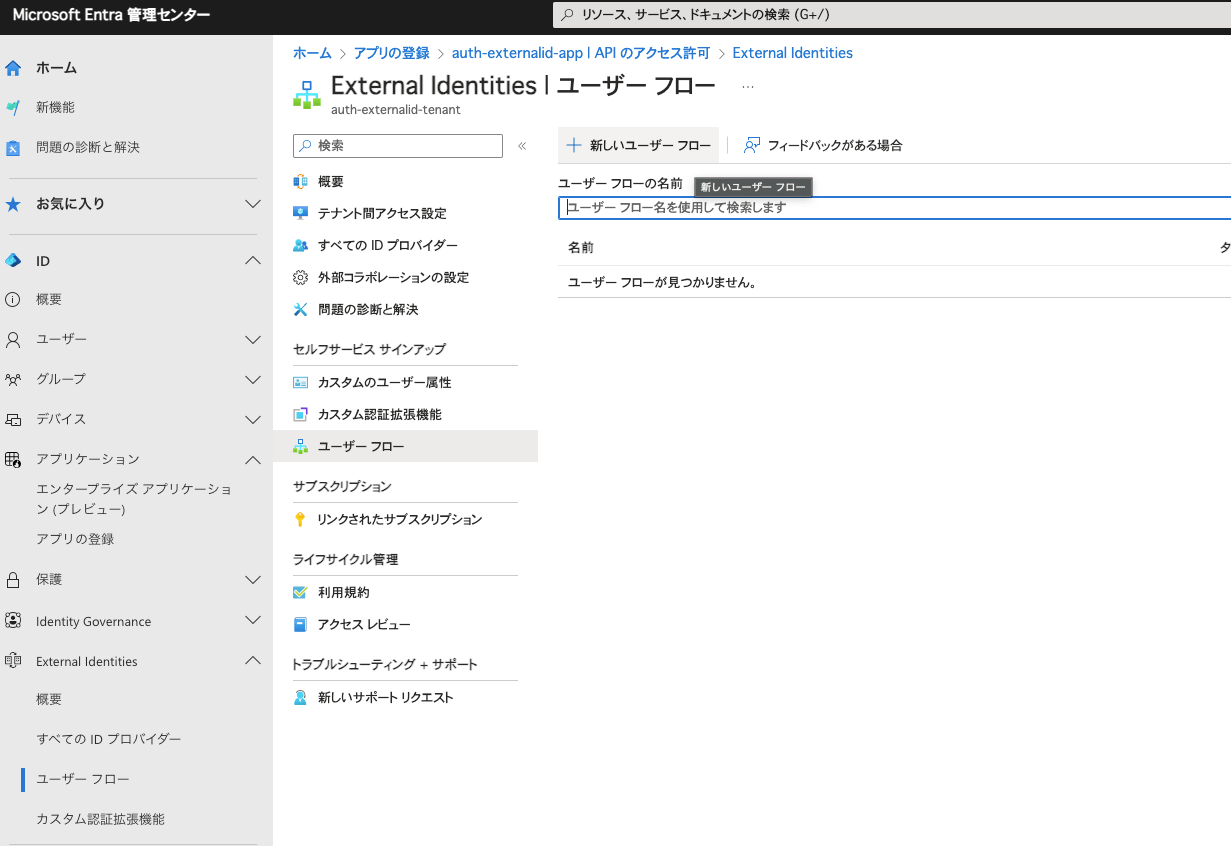 Microsoft Entra 管理センター
リソース、サービス、ドキュメントの検索 (G+/)
ホーム
新機能
問題の診断と解決
お気に入り
ID
概要
ユーザー
グループ
デバイス
アプリケーション
エンタープライズ アプリケーショ
ン (プレビュー)
アプリの登録
保護
Identity Governance
External Identities
概要
すべての ID プロバイダー
ユーザー フロー
カスタム認証拡張機能
ホーム > アプリの登録 > auth-externalid-app | API のアクセス許可 > External Identities
External Identities | ユーザー フロー ...
auth-externalid-tenant
検索 «
概要
テナント間アクセス設定
すべての ID プロバイダー
外部コラボレーションの設定
問題の診断と解決
セルフサービス サインアップ
カスタムのユーザー属性
カスタム認証拡張機能
ユーザー フロー
サブスクリプション
リンクされたサブスクリプション
ライフサイクル管理
利用規約
アクセス レビュー
トラブルシューティング + サポート
新しいサポート リクエスト
新しいユーザー フロー
フィードバックがある場合
ユーザー フローの名前
新しいユーザー フロー
ユーザー フロー名を使用して検索します
名前
タ
ユーザー フローが見つかりません。